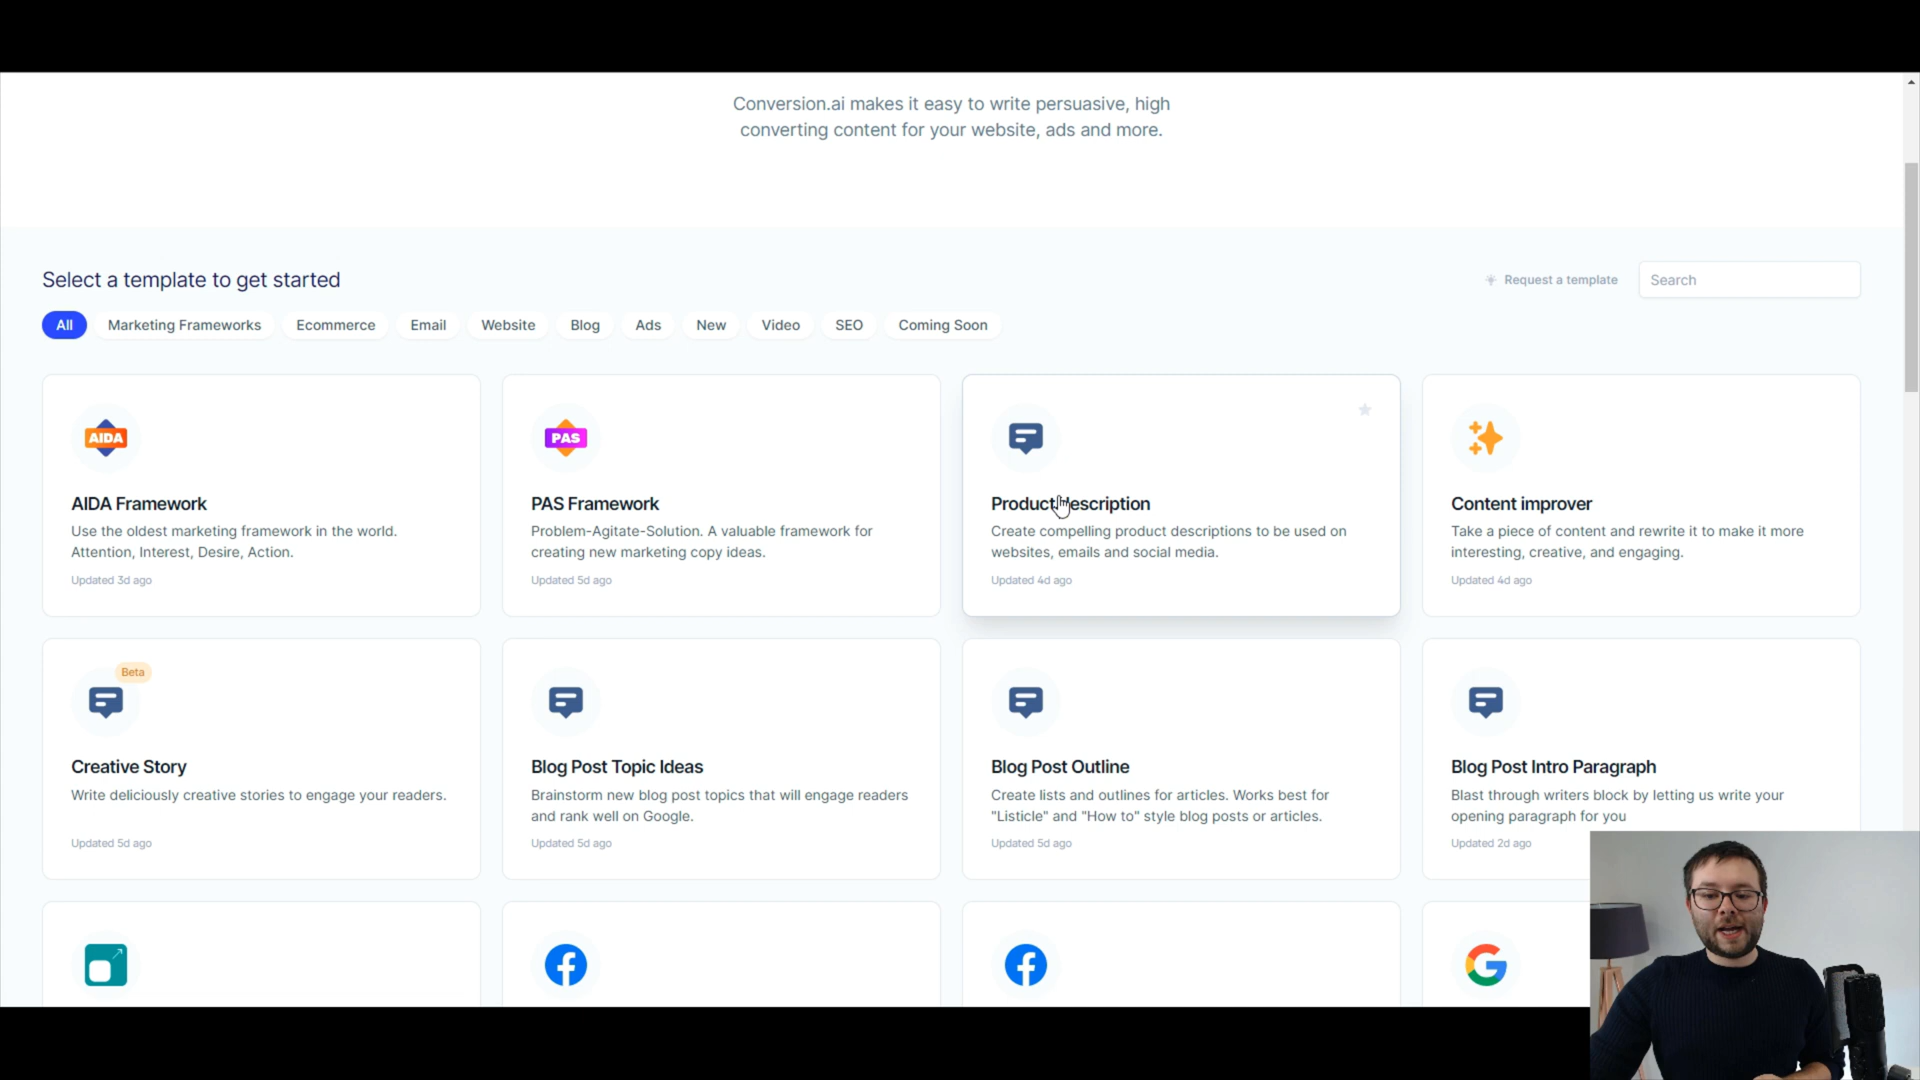 Conversion.ai makes it easy to write persuasive, high
converting content for your website, ads and more.
Select a template to get started
Request a template
Search
All
Marketing Frameworks
Ecommerce
Email
Website
Blog
Ads
New
Video
SEO
Coming Soon
AIDA
AIDA Framework
Use the oldest marketing framework in the world.
Attention, Interest, Desire, Action.
Updated 3d ago
PAS
PAS Framework
Problem-Agitate-Solution. A valuable framework for
creating new marketing copy ideas.
Updated 5d ago
Product description
Create compelling product descriptions to be used on
websites, emails and social media.
Updated 4d ago
Content improver
Take a piece of content and rewrite it to make it more
interesting, creative, and engaging.
Updated 4d ago
Beta
Creative Story
Write deliciously creative stories to engage your readers.
Updated 5d ago
Blog Post Topic Ideas
Brainstorm new blog post topics that will engage readers
and rank well on Google.
Updated 5d ago
Blog Post Outline
Create lists and outlines for articles. Works best for
"Listicle" and "How to" style blog posts or articles.
Updated 5d ago
Blog Post Intro Paragraph
Blast through writers block by letting us write your
opening paragraph for you
Updated 2d ago